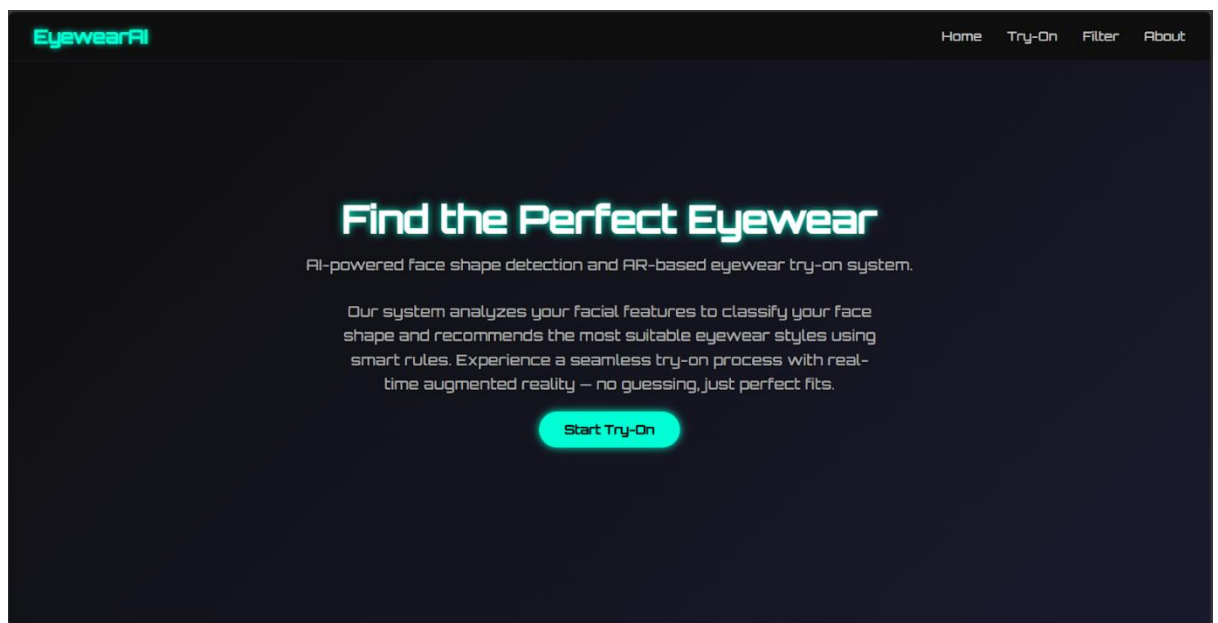 EyewearAI
Home Try-On Filter About
Find the Perfect Eyewear
AI-powered face shape detection and AR-based eyewear try-on system.
Our system analyzes your facial features to classify your face
shape and recommends the most suitable eyewear styles using
smart rules. Experience a seamless try-on process with real-
time augmented reality — no guessing, just perfect fits.
Start Try-On